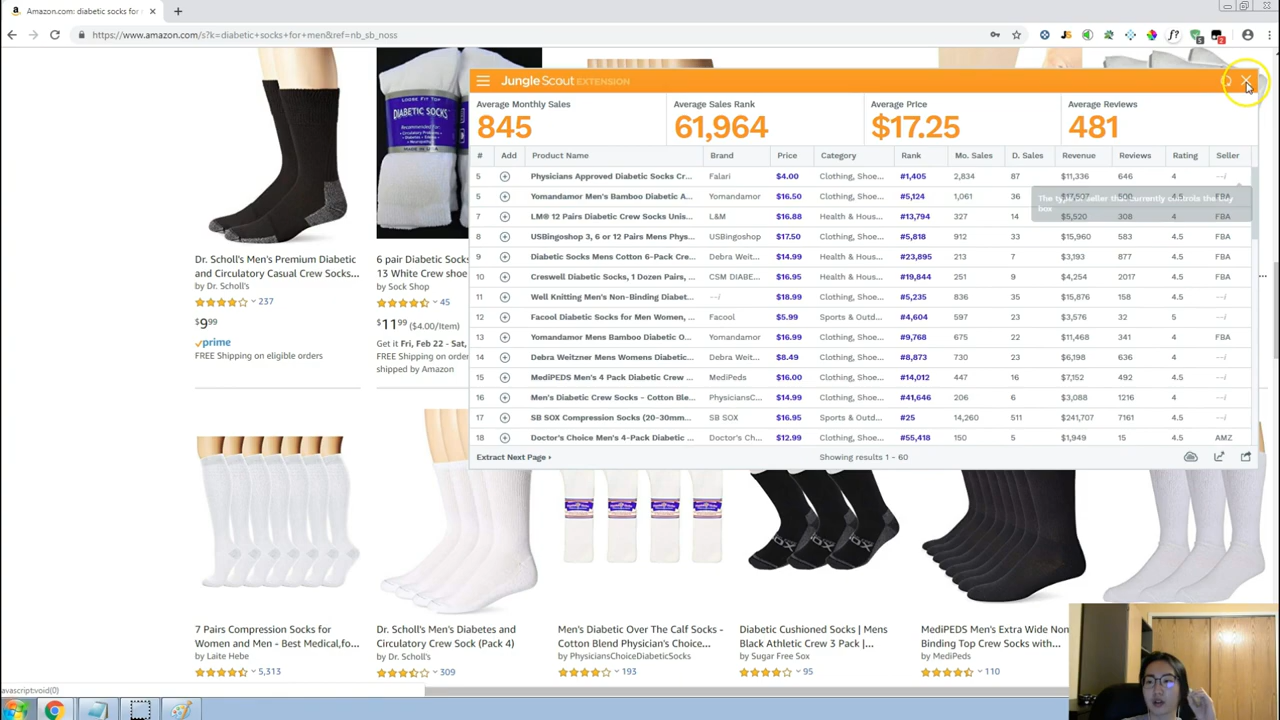 Amazon.com: diabetic socks for
https://www.amazon.com/s?k=diabetic+socks+for+men&ref=nb_sb_noss
Jungle Scout EXTENSION
Average Monthly Sales
845
Average Sales Rank
61,964
Average Price
$17.25
Average Reviews
481
# Add Product Name Brand Price Category Rank Mo. Sales D. Sales Revenue Reviews Rating Seller
5 Physicians Approved Diabetic Socks Cr... Falari $4.00 Clothing, Shoe... #1,405 2,834 87 $11,336 646 4 --i
5 Yomandamor Men's Bamboo Diabetic A... Yomandamor $16.50 Clothing, Shoe... #5,124 1,061 36 4 FBA
The type of seller that currently controls the buy
box
7 LM® 12 Pairs Diabetic Crew Socks Unis... L&M $16.88 Health & Hous... #13,794 327 14 $5,520 308 4 FBA
8 USBingoshop 3, 6 or 12 Pairs Mens Phys... USBingoshop $17.50 Health & Hous... #5,818 912 33 $15,960 583 4 FBA
9 Diabetic Socks Mens Cotton 6-Pack Cre... Debra Weit... $14.99 Health & Hous... #23,895 213 7 $3,193 877 4 FBA
10 Creswell Diabetic Socks, 1 Dozen Pairs, ... CSM DIABE... $16.95 Health & Hous... #19,844 251 9 $4,254 2017 4 FBA
11 Well Knitting Men's Non-Binding Diabet... --i $18.99 Clothing, Shoe... #5,235 836 35 $15,876 158 4.5 --i
12 Facool Diabetic Socks for Men Women, ... Facool $5.99 Sports & Outd... #4,604 597 23 $3,576 32 5 --i
13 Yomandamor Mens Bamboo Diabetic O... Yomandamor $16.99 Clothing, Shoe... #9,768 675 22 $11,468 341 4 FBA
14 Debra Weitzner Mens Womens Diabetic... Debra Weit... $8.49 Clothing, Shoe... #8,873 730 23 $6,198 636 4 --i
15 MediPEDS Men's 4 Pack Diabetic Crew ... MediPeds $16.00 Clothing, Shoe... #14,012 447 16 $7,152 492 4.5 --i
16 Men's Diabetic Crew Socks - Cotton Ble... PhysiciansC... $14.99 Clothing, Shoe... #41,646 206 6 $3,088 1216 4 --i
17 SB SOX Compression Socks (20-30mm... SB SOX $16.95 Sports & Outd... #25 14,260 511 $241,707 7161 4.5 --i
18 Doctor's Choice Men's 4-Pack Diabetic ... Doctor's Ch... $12.99 Clothing, Shoe... #55,418 150 5 $1,949 15 4.5 AMZ
Extract Next Page
Showing results 1 - 60
DIABETIC SOCKS
Dr. Scholl's Men's Premium Diabetic
and Circulatory Casual Crew Socks...
by Dr. Scholl's
237
$9 99
prime
FREE Shipping on eligible orders
6 pair Diabetic
13 White Crew shoe
by Sock Shop
45
$11 99 ($4.00/Item)
Get it Fri, Feb 22 - Sat,
shipped by Amazon
7 Pairs Compression Socks for
Women and Men - Best Medical,fo...
by Laite Hebe
5,313
Dr. Scholl's Men's Diabetes and
Circulatory Crew Sock (Pack 4)
by Dr. Scholl's
309
Men's Diabetic Over The Calf Socks -
Cotton Blend Physician's Choice...
by PhysiciansChoiceDiabeticSocks
193
Diabetic Cushioned Socks | Mens
Black Athletic Crew 3 Pack |...
by Sugar Free Sox
95
MediPEDS Men's Extra Wide Non
Binding Top Crew Socks with...
by MediPeds
110
avascript:void(0)